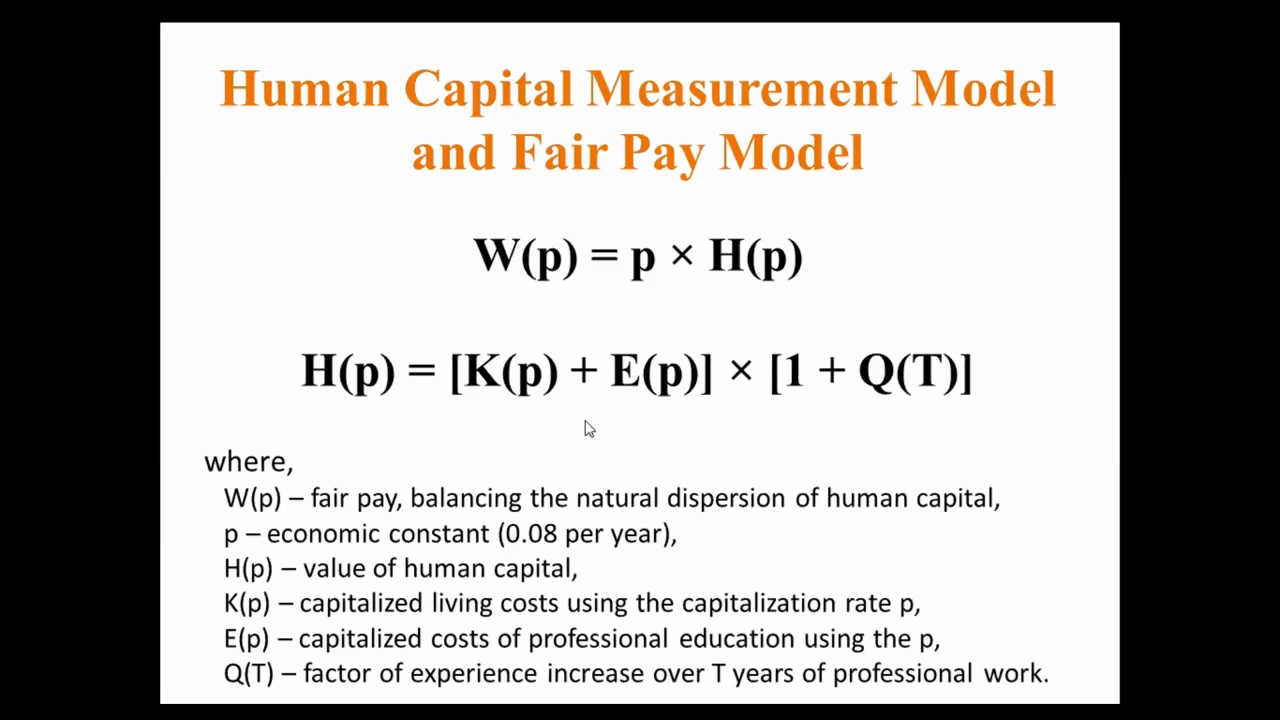 Human Capital Measurement Model
and Fair Pay Model
W(p) = p × H(p)
H(p) = [K(p) + E(p)] × [1 + Q(T)]
where,
W(p) – fair pay, balancing the natural dispersion of human capital,
p – economic constant (0.08 per year),
H(p) – value of human capital,
K(p) – capitalized living costs using the capitalization rate p,
E(p) – capitalized costs of professional education using the p,
Q(T) – factor of experience increase over T years of professional work.